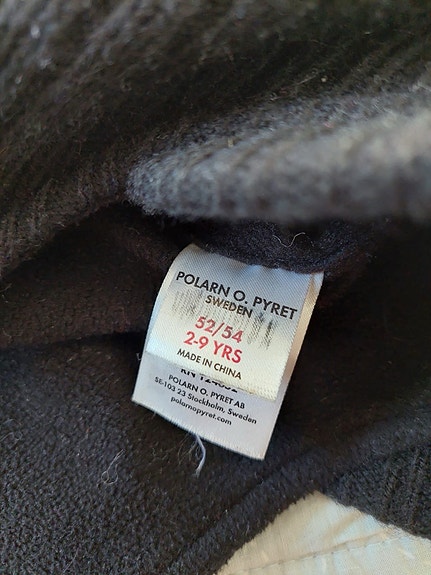 POLARN O. PYRET
SWEDEN
52/54
2-9 YRS
MADE IN CHINA
POLARN O. PYRET AB
SE-103 23 Stockholm, Sweden
polarnopyret.com